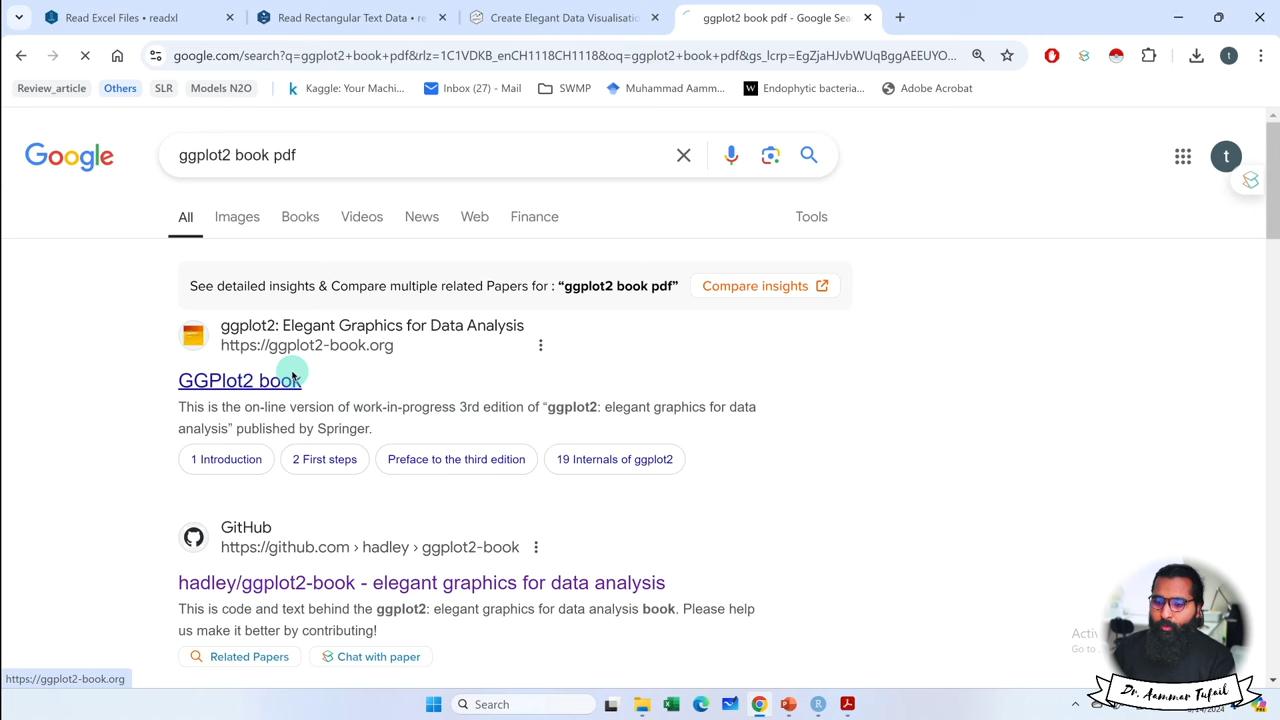 Read Excel Files • readxl
Read Rectangular Text Data • re
Create Elegant Data Visualisatio
ggplot2 book pdf - Google Sea
google.com/search?q=ggplot2+book+pdf&rlz=1C1VDKB_enCH1118CH1118&oq=ggplot2+book+pdf&gs_lcrp=EgZjaHJvbWUqBggAEEUYO...
t
Review_article
Others
SLR
Models N2O
Kaggle: Your Machi...
Inbox (27) - Mail
SWMP
Muhammad Aamm...
W
Endophytic bacteria...
Adobe Acrobat
Google
ggplot2 book pdf
t
All
Images
Books
Videos
News
Web
Finance
Tools
See detailed insights & Compare multiple related Papers for : “ggplot2 book pdf”
Compare insights
ggplot2: Elegant Graphics for Data Analysis
https://ggplot2-book.org
GGPlot2 book
This is the on-line version of work-in-progress 3rd edition of “ggplot2: elegant graphics for data
analysis” published by Springer.
1 Introduction
2 First steps
Preface to the third edition
19 Internals of ggplot2
GitHub
https://github.com › hadley › ggplot2-book
hadley/ggplot2-book - elegant graphics for data analysis
This is code and text behind the ggplot2: elegant graphics for data analysis book. Please help
us make it better by contributing!
Related Papers
Chat with paper
https://ggplot2-book.org
Search
Dr. Aammar Tufail